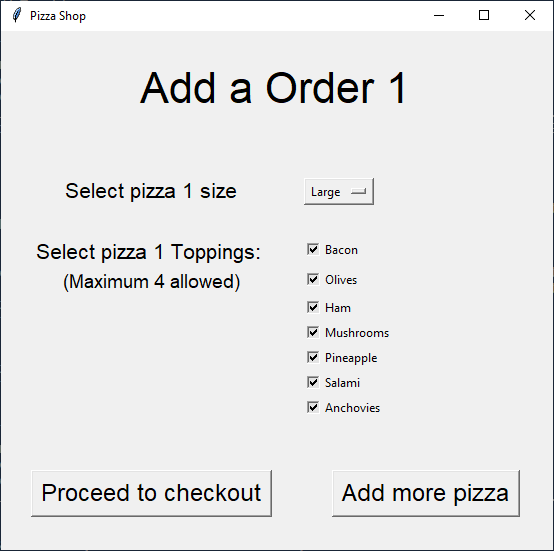 Pizza Shop
Add a Order 1
Select pizza 1 size
Large
Select pizza 1 Toppings:
(Maximum 4 allowed)
Bacon
Olives
Ham
Mushrooms
Pineapple
Salami
Anchovies
Proceed to checkout
Add more pizza